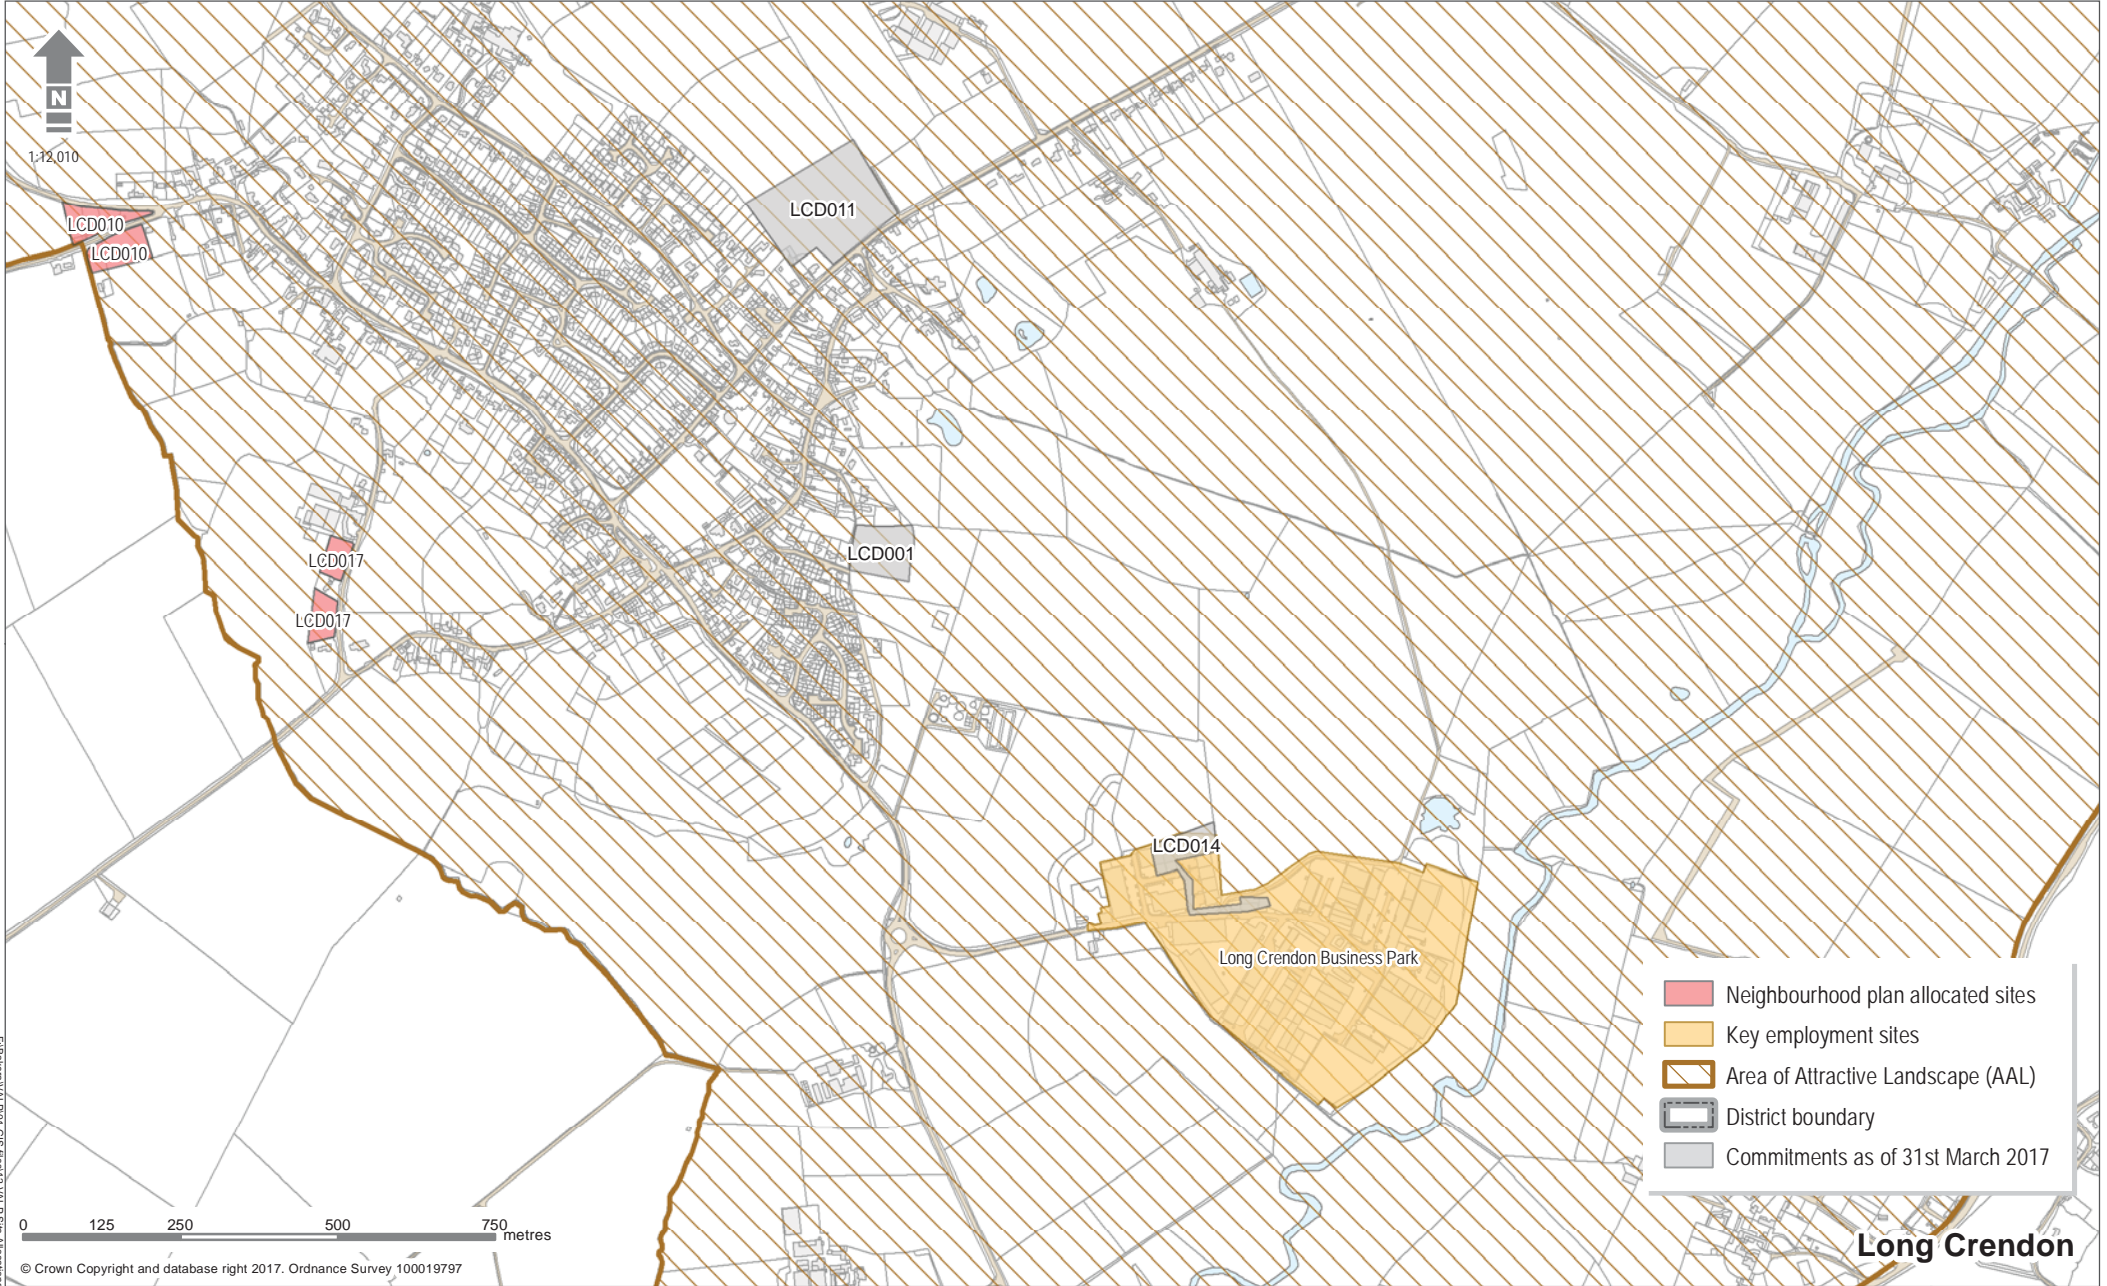 N
1:12,010
LCD011
LCD010
LCD010
LCD001
LCD017
LCD017
LCD014
Long Crendon Business Park
Neighbourhood plan allocated sites
Key employment sites
Area of Attractive Landscape (AAL)
District boundary
Commitments as of 31st March 2017
0 125 250 500 750
metres
Long Crendon
© Crown Copyright and database right 2017. Ordnance Survey 100019797